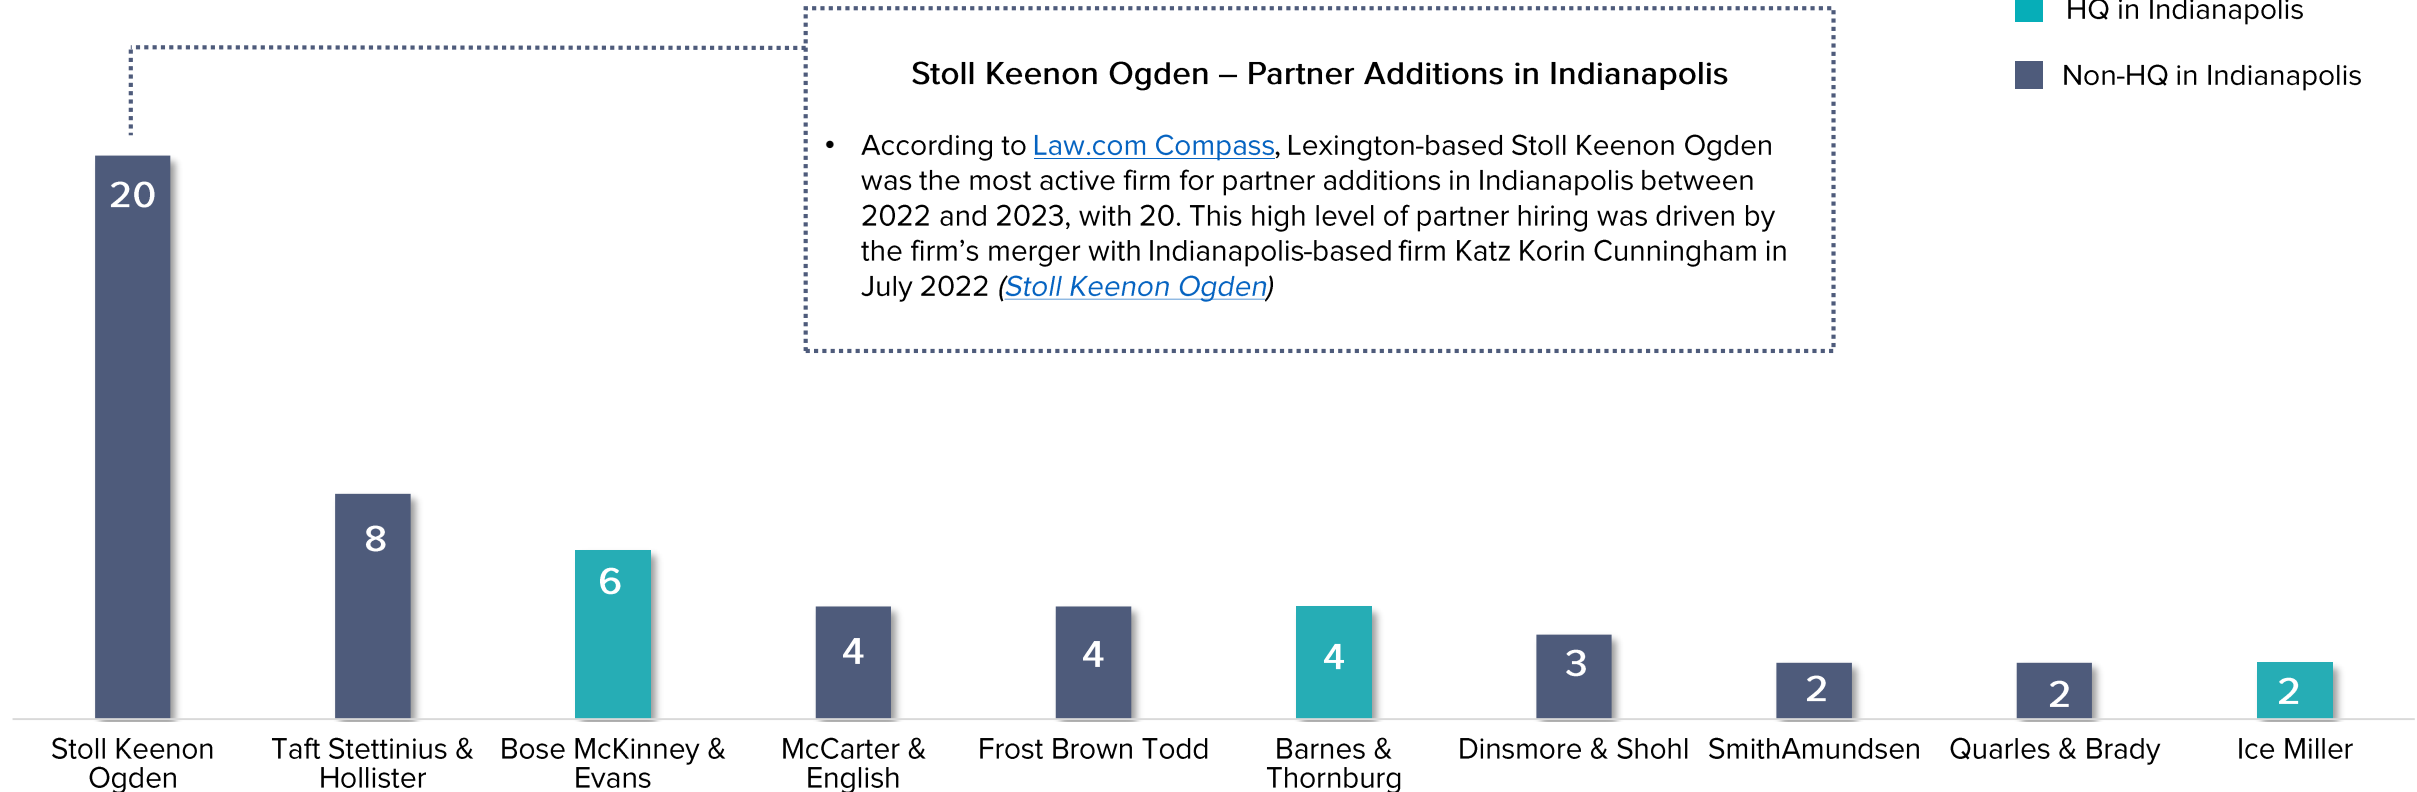 HQ in Indianapolis
Non-HQ in Indianapolis
Stoll Keenon Ogden – Partner Additions in Indianapolis
• According to Law.com Compass, Lexington-based Stoll Keenon Ogden
was the most active firm for partner additions in Indianapolis between
2022 and 2023, with 20. This high level of partner hiring was driven by
the firm’s merger with Indianapolis-based firm Katz Korin Cunningham in
July 2022 (Stoll Keenon Ogden)
20
8
6
4
4
4
3
2
2
2
Stoll Keenon
Ogden
Taft Stettinius &
Hollister
Bose McKinney &
Evans
McCarter &
English
Frost Brown Todd
Barnes &
Thornburg
Dinsmore & Shohl
SmithAmundsen
Quarles & Brady
Ice Miller